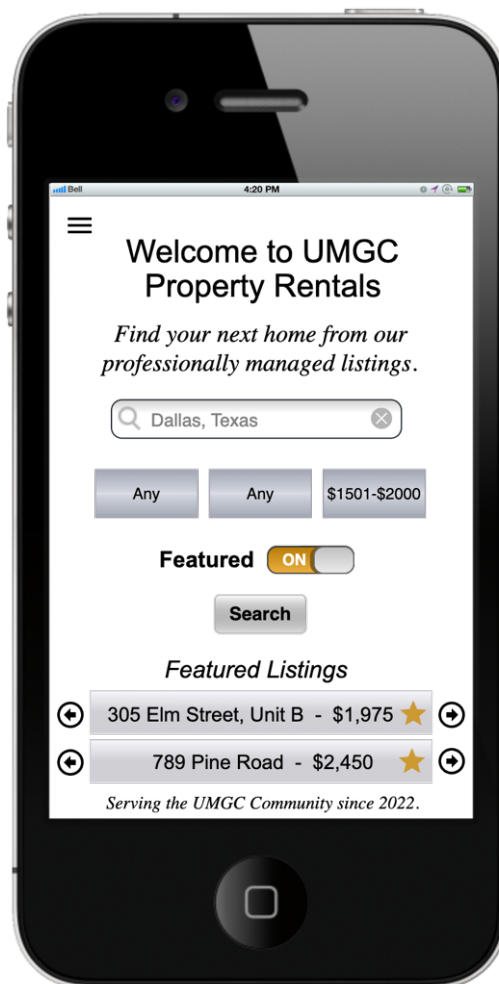 Bell 4:20 PM
Welcome to UMGC
Property Rentals
Find your next home from our
professionally managed listings.
Dallas, Texas
Any Any $1501-$2000
Featured ON
Search
Featured Listings
305 Elm Street, Unit B - $1,975
789 Pine Road - $2,450
Serving the UMGC Community since 2022.